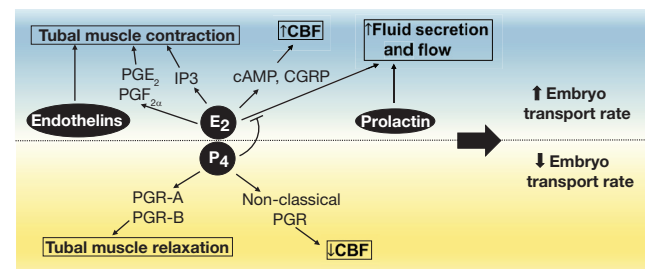 Tubal muscle contraction
↑CBF
↑Fluid secretion
and flow
PGE2
PGF2α
IP3
cAMP, CGRP
Endothelins
E2
Prolactin
⬆ Embryo
transport rate
P4
⬇ Embryo
transport rate
PGR-A
PGR-B
Non-classical
PGR
Tubal muscle relaxation
↓CBF